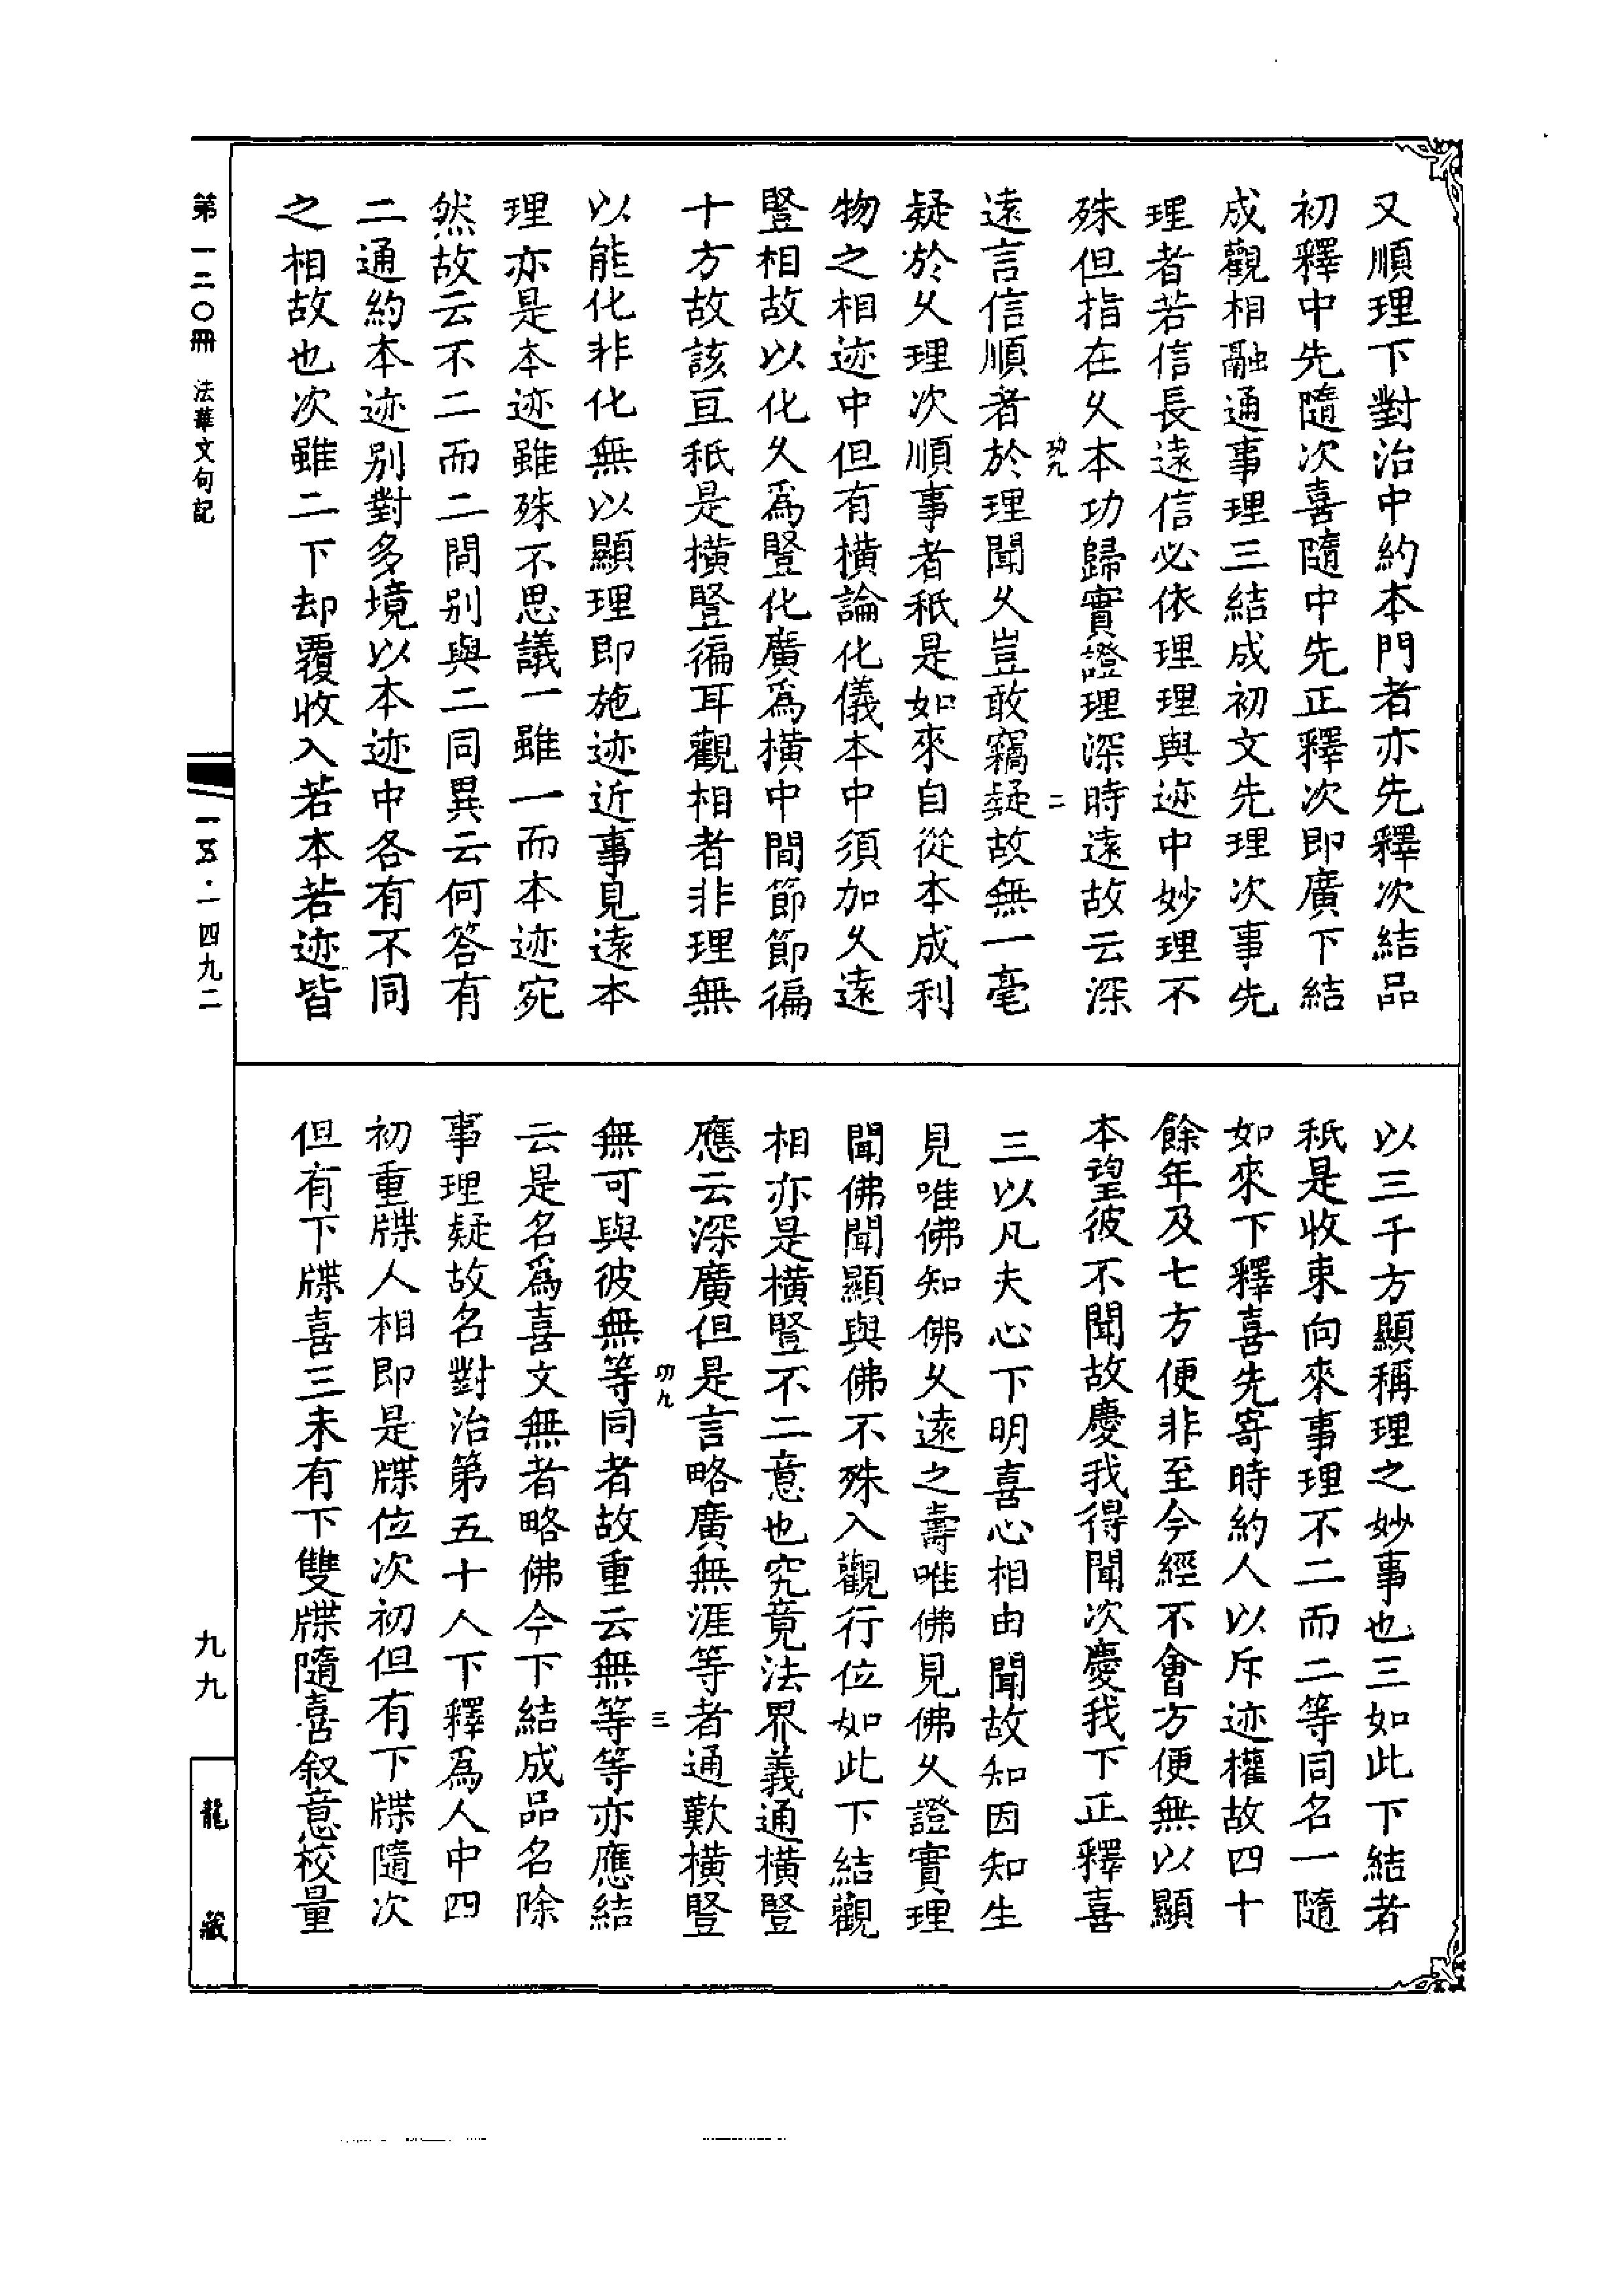 又順理下對治中約本門者亦先釋次結品
初釋中先隨次喜隨中先正釋次即廣下結
成觀相融通事理三結成初文先理次事先
理者若信長遠信必依理理與迹中妙理不
殊但指在久本功歸實證理深時遠故云深
功九 二
遠言信順者於理聞久豈敢竊疑故無一毫
疑於久理次順事者秖是如來自從本成利
物之相迹中但有橫論化儀本中須加久遠
豎相故以化久爲豎化廣爲橫中間節節徧
十方故該亘秖是橫豎徧耳觀相者非理無
以能化非化無以顯理即施迹近事見遠本
理亦是本迹雖殊不思議一雖一而本迹宛
然故云不二而二間別與二同異云何答有
二通約本迹別對多境以本迹中各有不同
之相故也次雖二下却覆收入若本若迹皆
以三千方顯稱理之妙事也三如此下結者
秖是收束向來事理不二而二等同名一隨
如來下釋喜先寄時約人以斥迹權故四十
餘年及七方便非至今經不會方便無以顯
本望彼不聞故慶我得聞次慶我下正釋喜
三以凡夫心下明喜心相由聞故知因知生
見唯佛知佛久遠之壽唯佛見佛久證實理
聞佛聞顯與佛不殊入觀行位如此下結觀
相亦是橫豎不二意也究竟法界義通橫豎
應云深廣但是言略廣無涯等者通歎橫豎
功九 三
無可與彼無等同者故重云無等等亦應結
云是名爲喜文無者略佛今下結成品名除
事理疑故名對治第五十人下釋爲人中四
初重牒人相即是牒位次初但有下牒隨次
但有下牒喜三未有下雙牒隨喜叙意校量
第一二〇冊 法華文句記
一五·一四九二
九九
龍藏